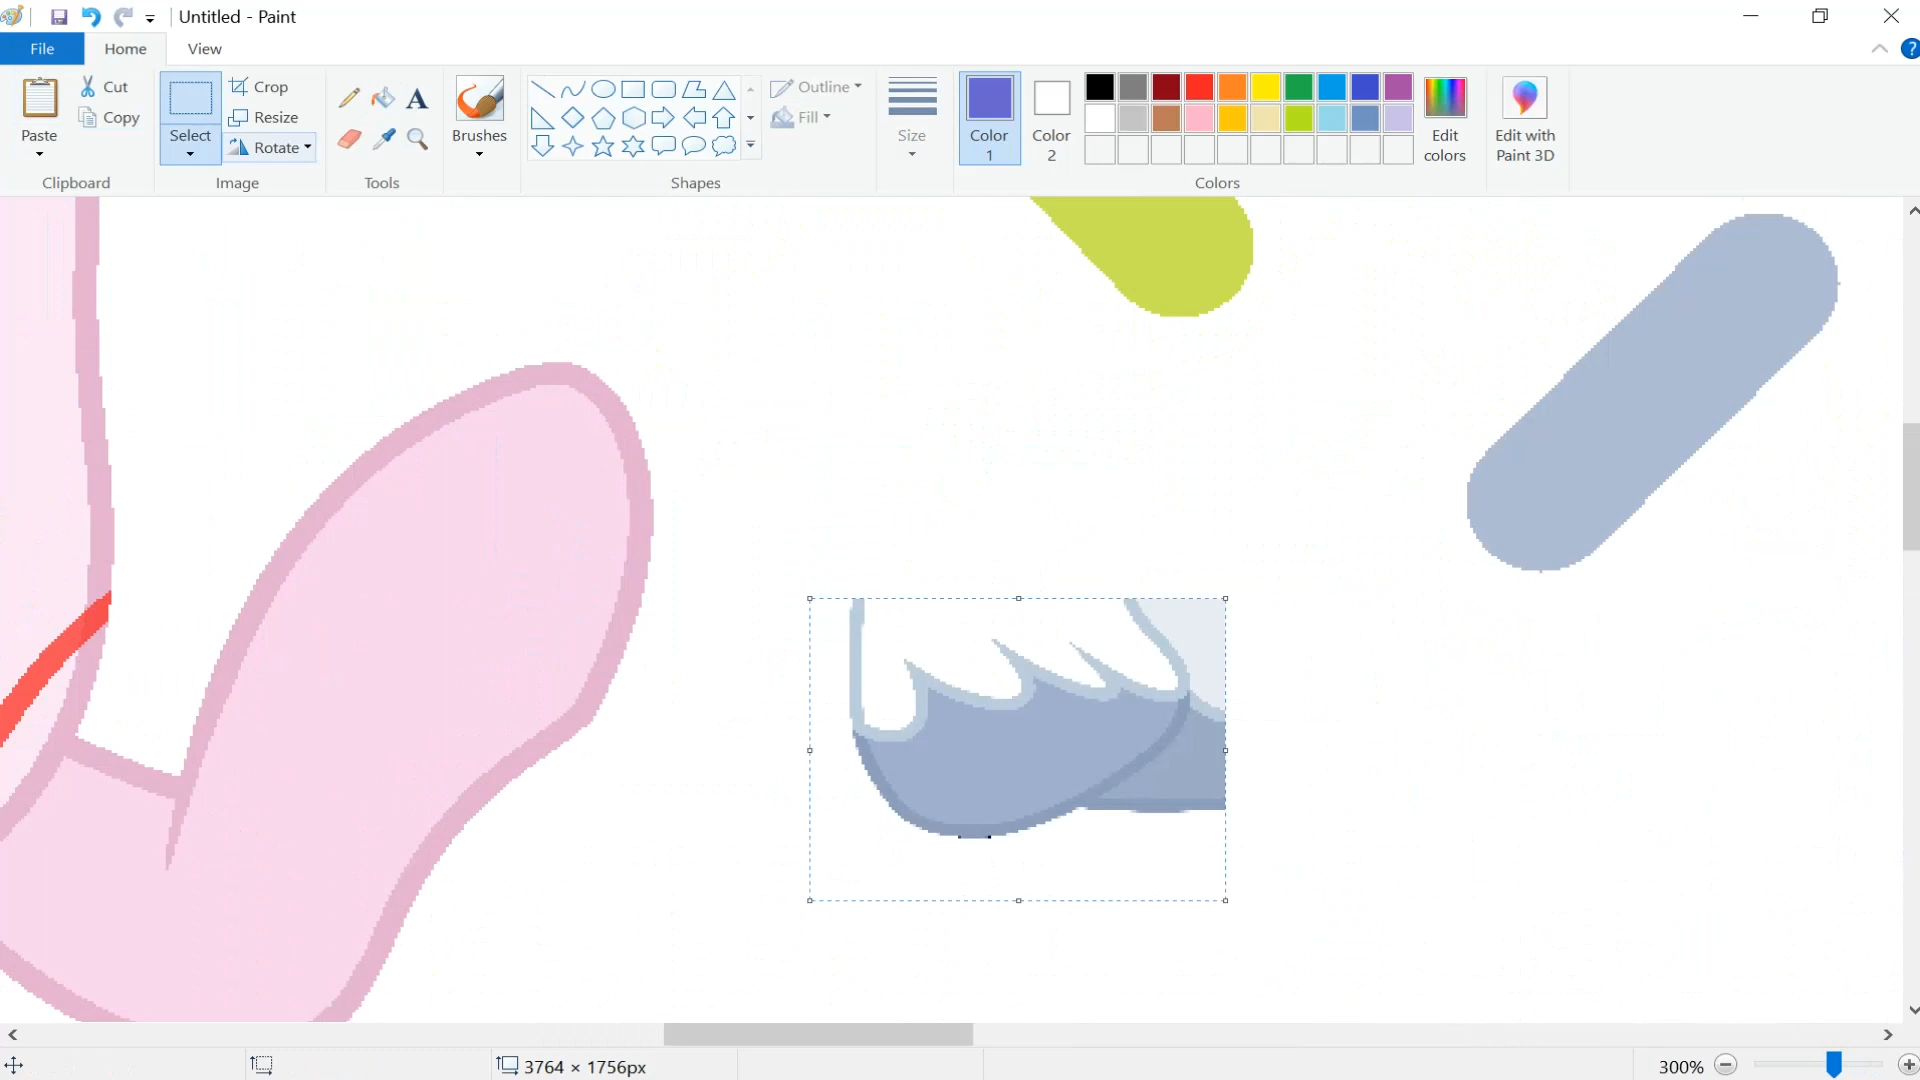 Untitled - Paint
File
Home
View
Paste
Cut
Copy
Clipboard
Select
Crop
Resize
Rotate
Image
A
Tools
Brushes
Shapes
Outline
Fill
Size
Color
1
Color
2
Edit
colors
Colors
Edit with
Paint 3D
?
3764 × 1756px
300%